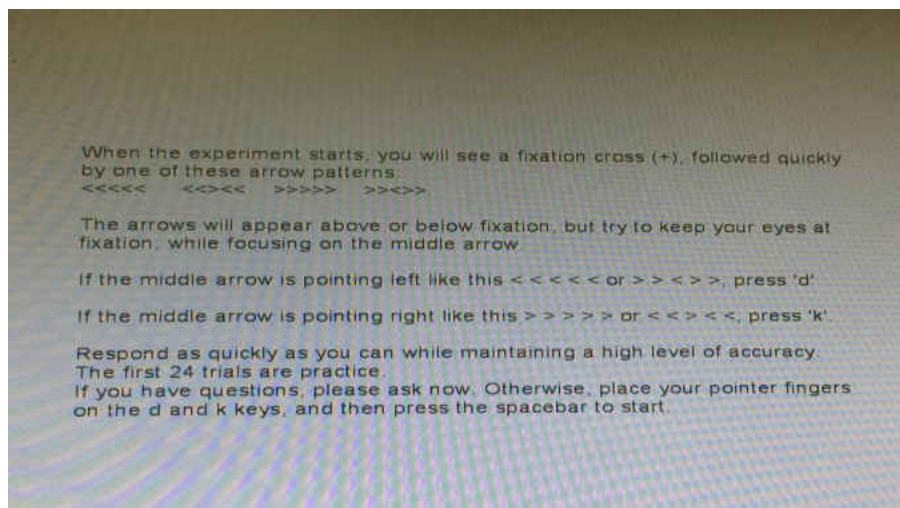 When the experiment starts, you will see a fixation cross (+), followed quickly
by one of these arrow patterns:
<<<<< <<><< >>>>> >><>>
The arrows will appear above or below fixation, but try to keep your eyes at
fixation, while focusing on the middle arrow.
If the middle arrow is pointing left like this < < < < < or > > < > >, press 'd'.
If the middle arrow is pointing right like this > > > > > or < < > < <, press 'k'.
Respond as quickly as you can while maintaining a high level of accuracy.
The first 24 trials are practice.
If you have questions, please ask now. Otherwise, place your pointer fingers
on the d and k keys, and then press the spacebar to start.